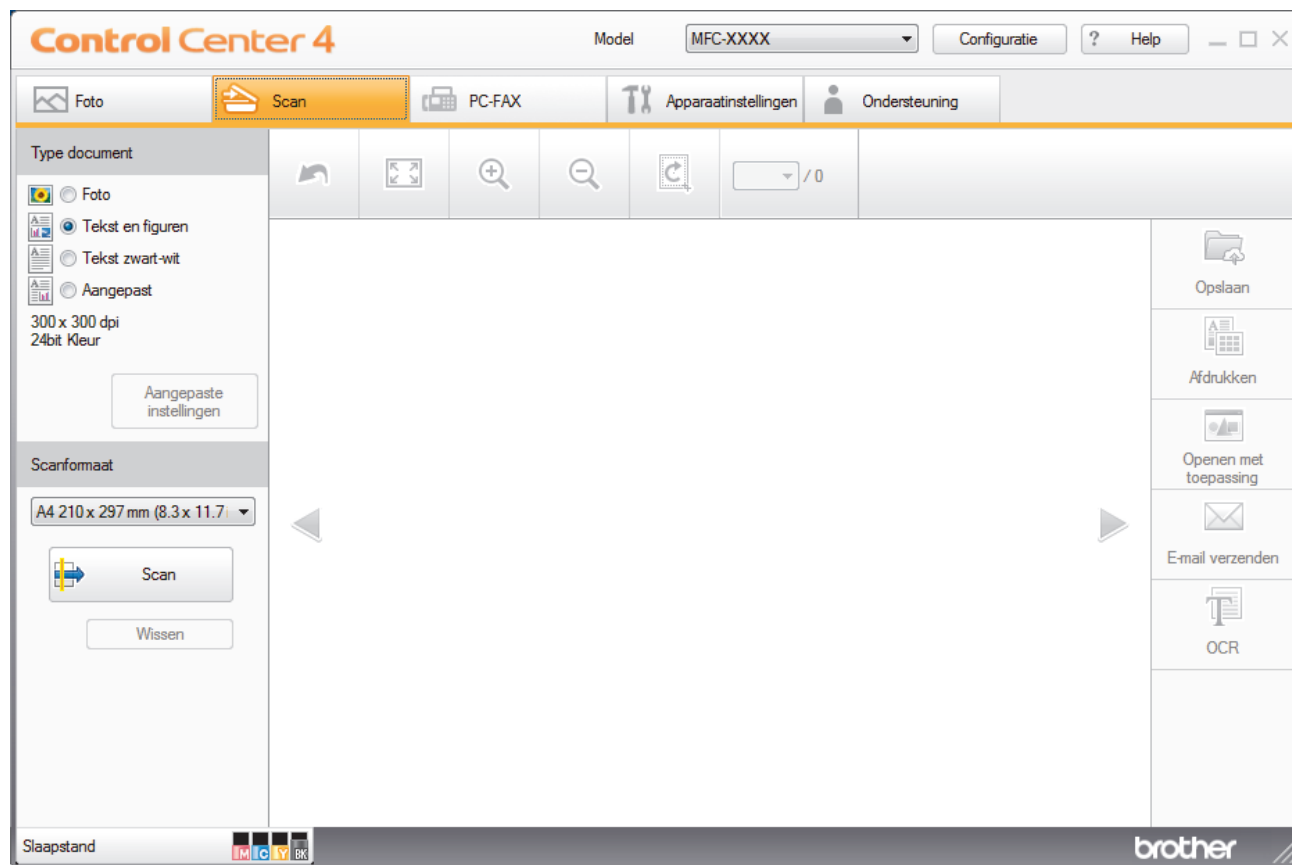 Control Center 4
Model
MFC-XXXX
Configuratie
? Help
Foto
Scan
PC-FAX
Apparaatinstellingen
Ondersteuning
Type document
/ 0
Foto
Tekst en figuren
Tekst zwart-wit
Aangepast
300 x 300 dpi
24bit Kleur
Aangepaste
instellingen
Scanformaat
A4 210 x 297 mm (8.3 x 11.7
Scan
Wissen
Opslaan
Afdrukken
Openen met
toepassing
E-mail verzenden
OCR
Slaapstand
M C Y BK
brother